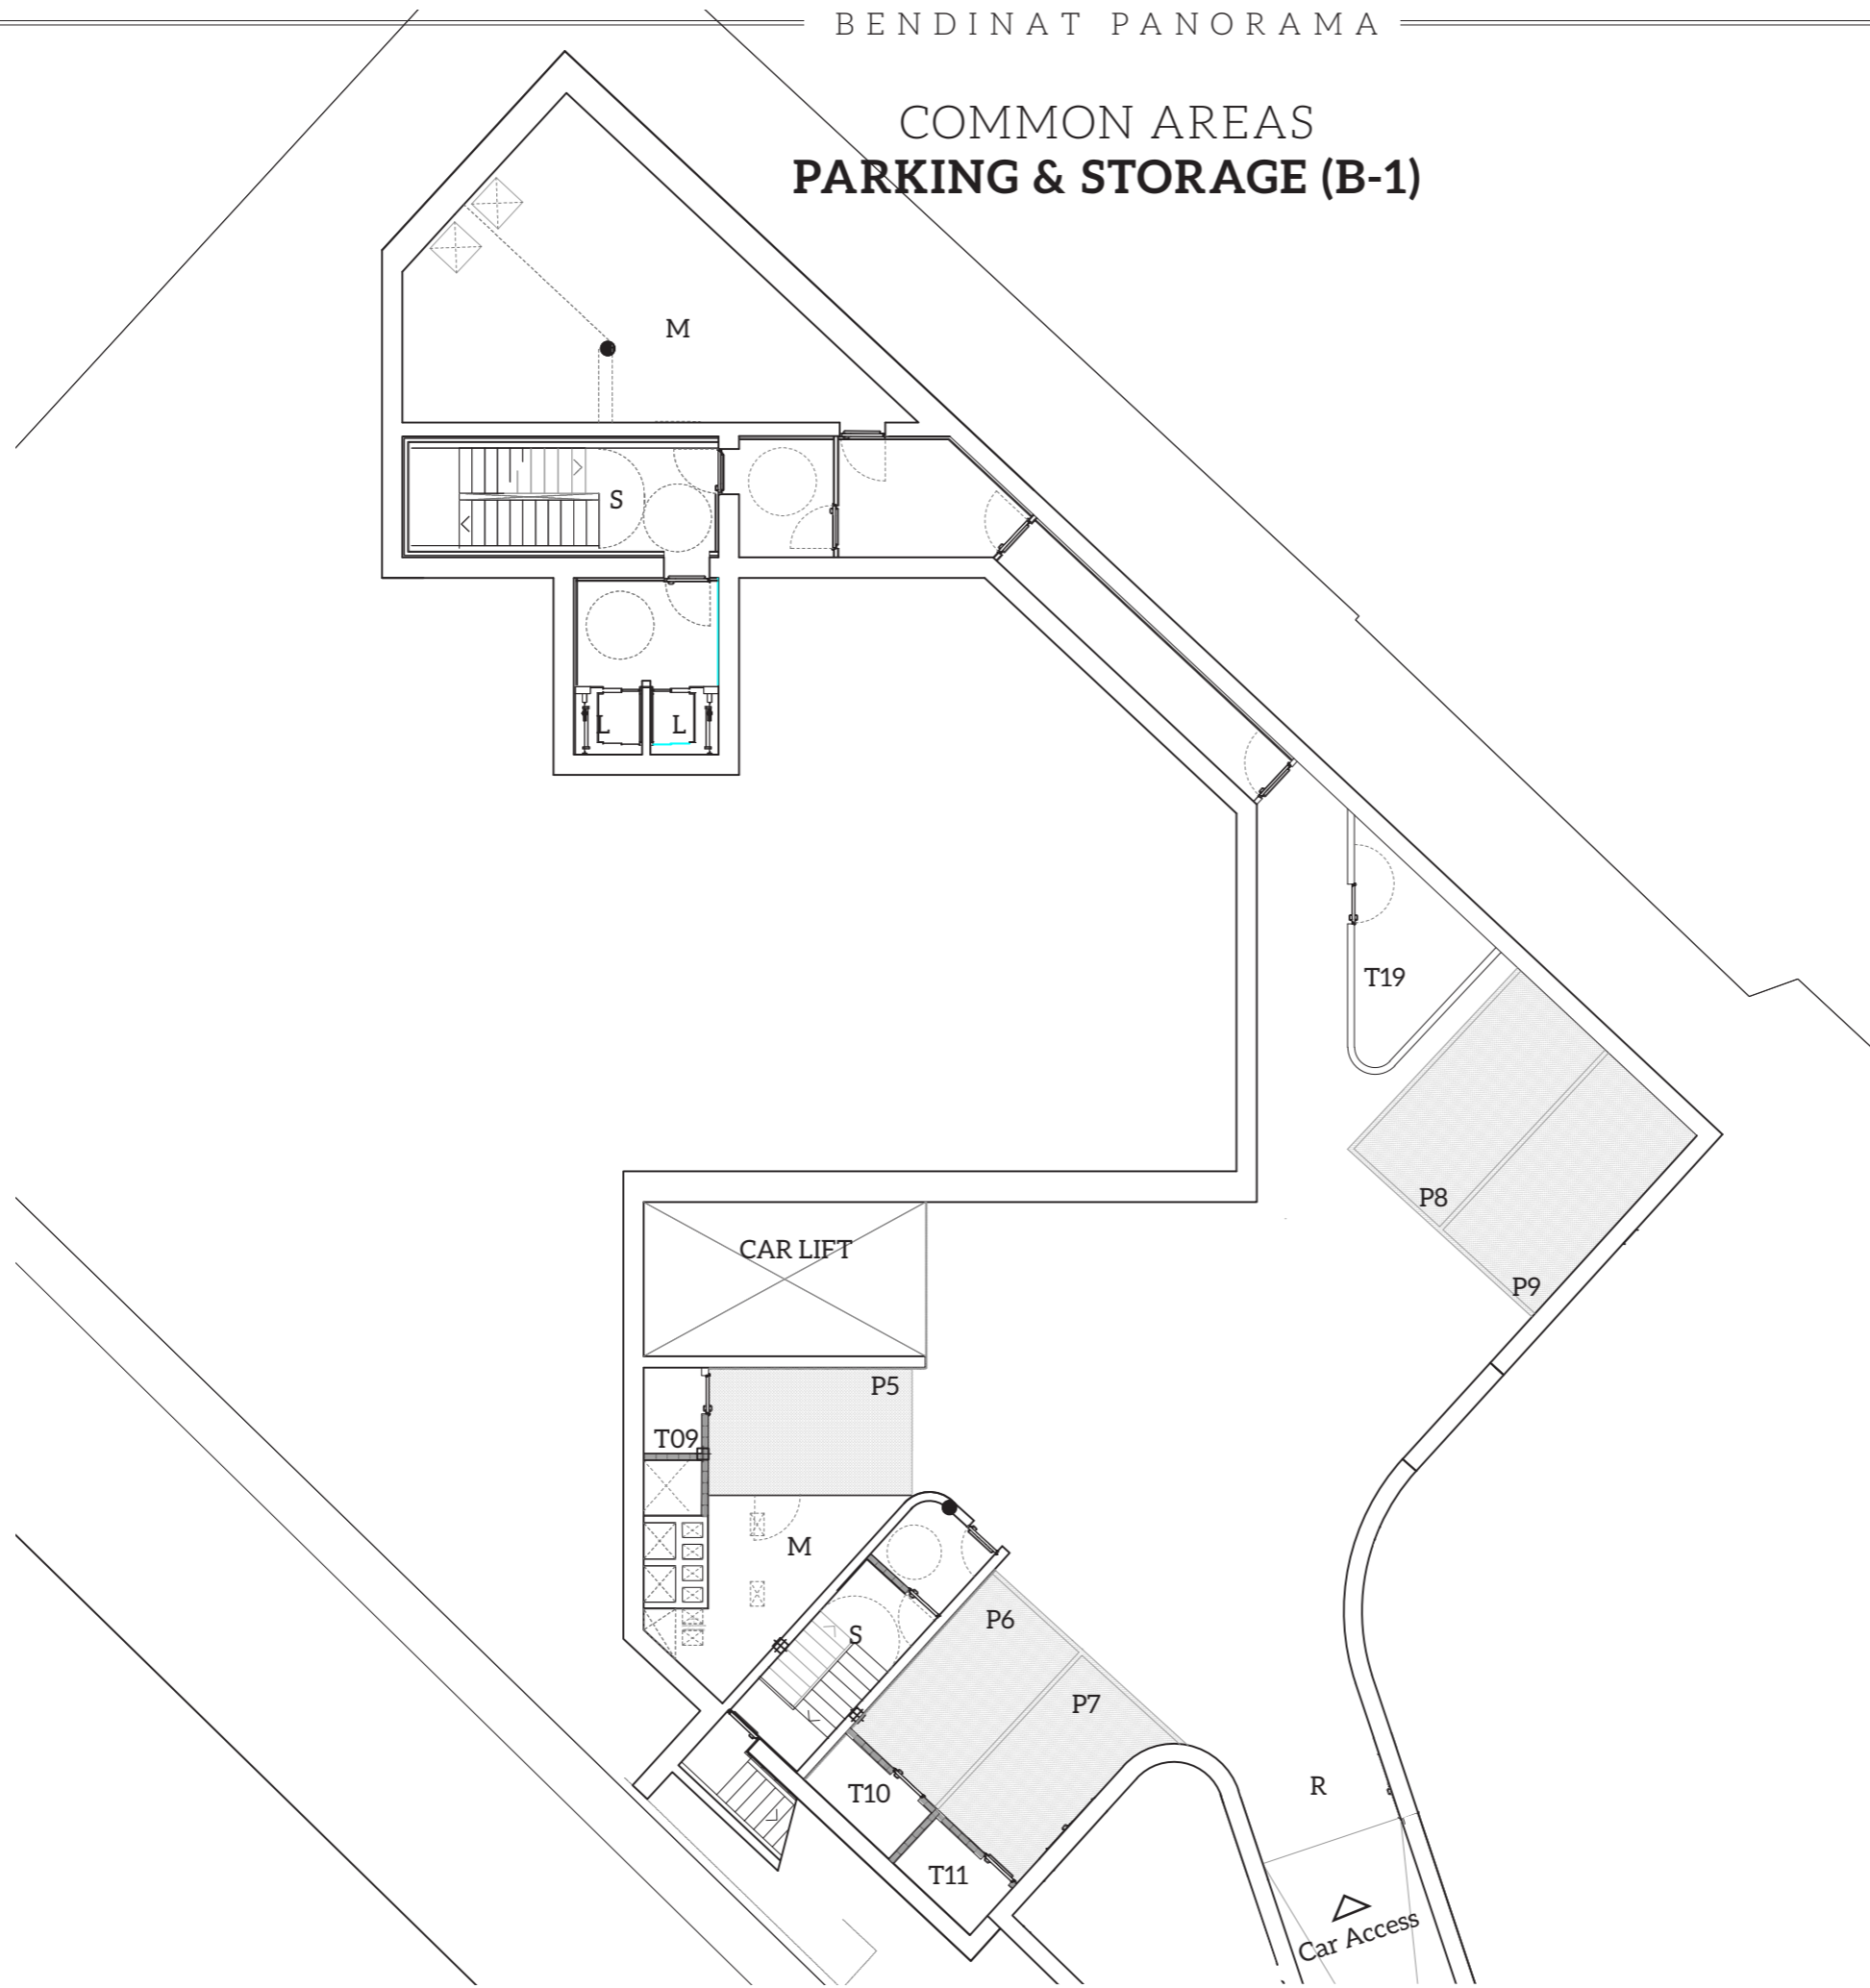 BENDINAT PANORAMA
COMMON AREAS
PARKING & STORAGE (B-1)
M
S
L
L
T19
P8
P9
CAR LIFT
P5
T09
M
P6
S
P7
R
T10
T11
Car Access